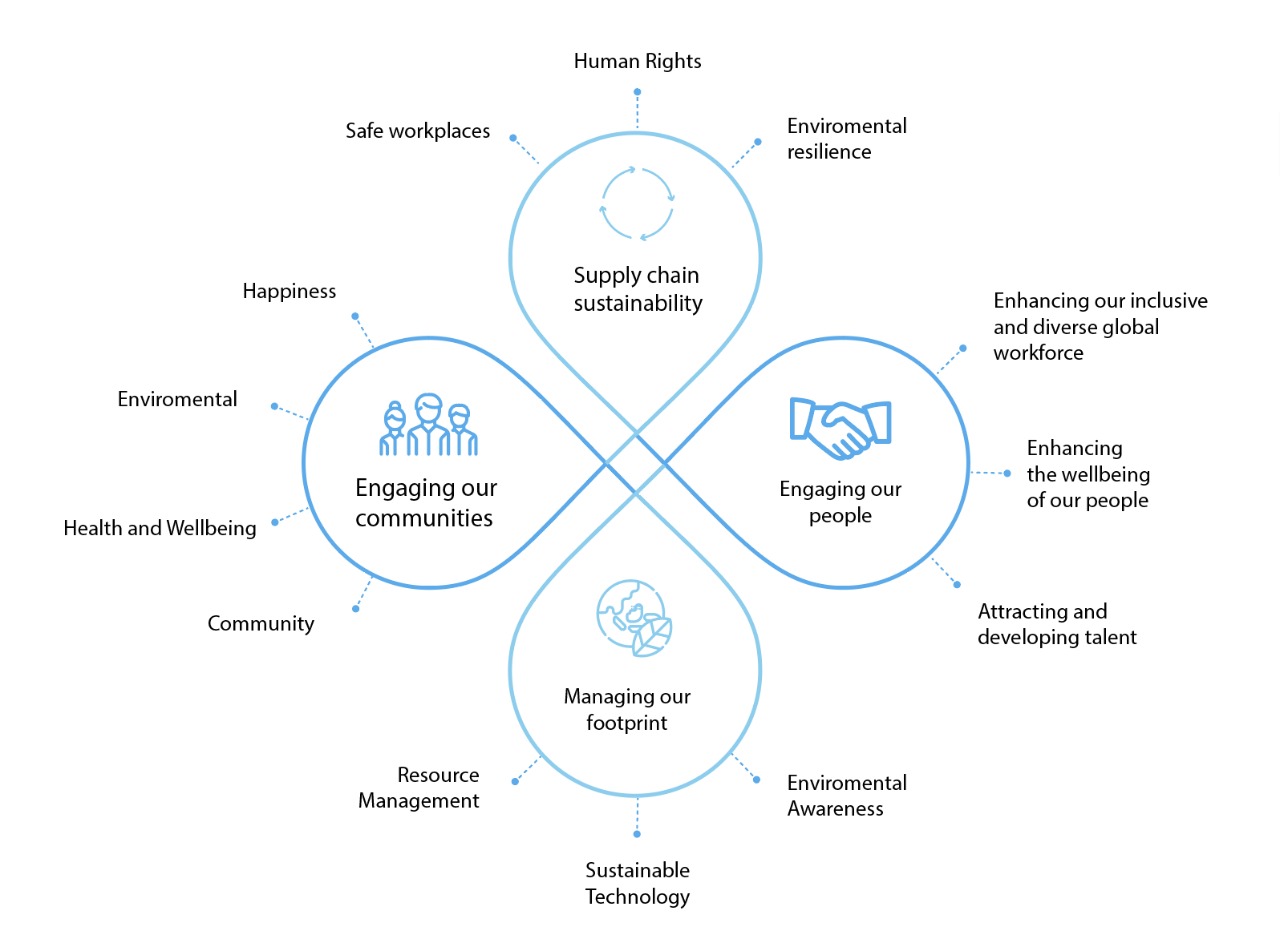 Human Rights
Safe workplaces
Enviromental
resilience
Supply chain
sustainability
Happiness
Enviromental
Health and Wellbeing
Community
Engaging our
communities
Engaging our
people
Enhancing our inclusive
and diverse global
workforce
Enhancing
the wellbeing
of our people
Attracting and
developing talent
Managing our
footprint
Resource
Management
Sustainable
Technology
Enviromental
Awareness